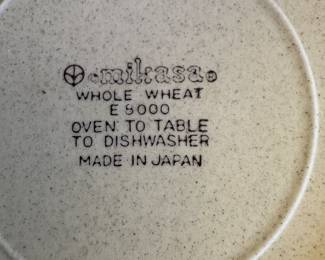 mikasa
WHOLE WHEAT
E 8000
OVEN TO TABLE
TO DISHWASHER
MADE IN JAPAN